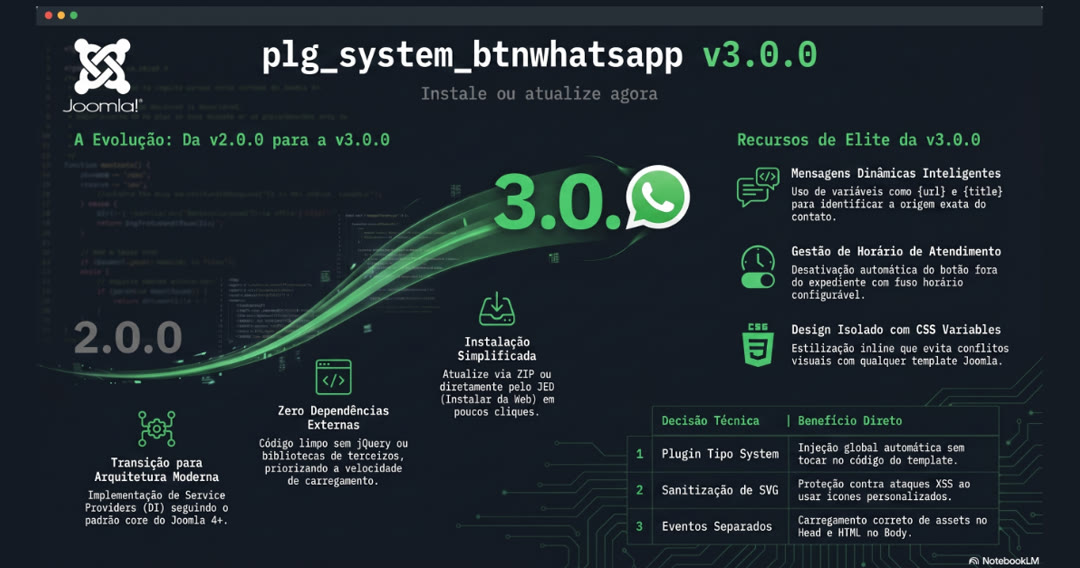 Joomla!®
plg_system_btnwhatsapp v3.0.0
Instale ou atualize agora
A Evolução: Da v2.0.0 para a v3.0.0
3.0.
2.0.0
Transição para
Arquitetura Moderna
Implementação de Service
Providers (DI) seguindo o
padrão core do Joomla 4+.
Zero Dependências
Externas
Código limpo sem jQuery ou
bibliotecas de terceiros,
priorizando a velocidade
de carregamento.
Instalação
Simplificada
Atualize via ZIP ou
diretamente pelo JED
(Instalar da Web) em
poucos cliques.
Recursos de Elite da v3.0.0
Mensagens Dinâmicas Inteligentes
Uso de variáveis como {url} e {title}
para identificar a origem exata do
contato.
Gestão de Horário de Atendimento
Desativação automática do botão fora
do expediente com fuso horário
configurável.
CSS
Design Isolado com CSS Variables
Estilização inline que evita conflitos
visuais com qualquer template Joomla.
Decisão Técnica | Benefício Direto
1 Plugin Tipo System Injeção global automática sem
tocar no código do template.
2 Sanitização de SVG Proteção contra ataques XSS ao
usar icones personalizados.
3 Eventos Separados Carregamento correto de assets no
Head e HTML no Body.
NotebookLM